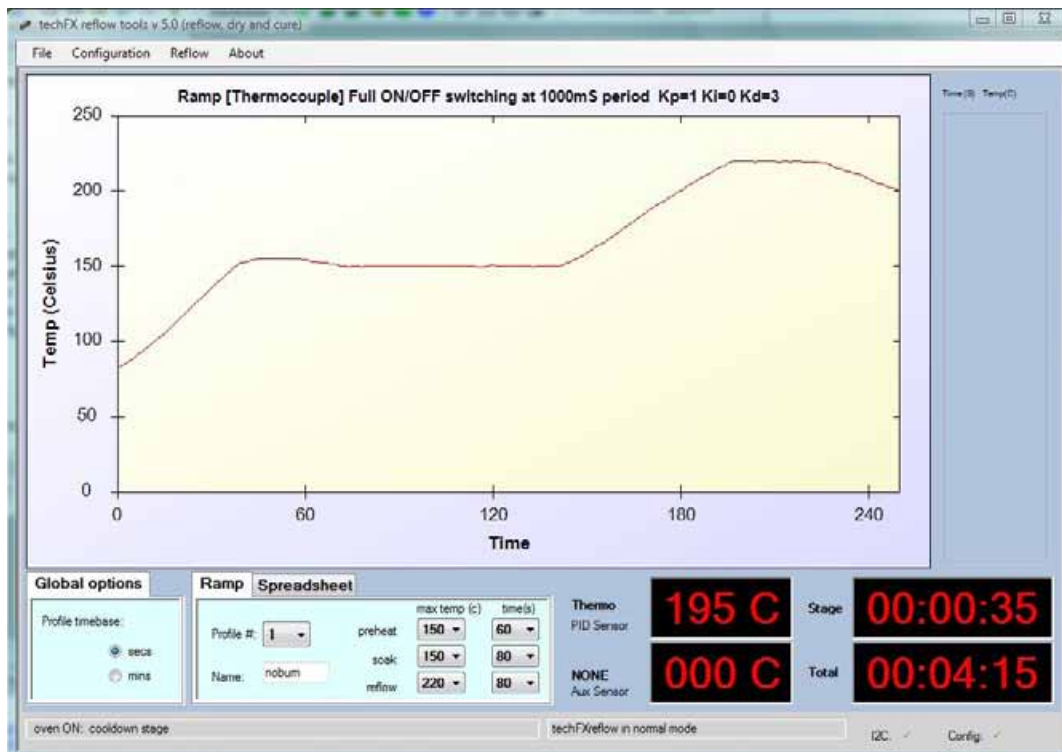 techFX reflow tools v 5.0 (reflow, dry and cure)
File Configuration Reflow About
Ramp [Thermocouple] Full ON/OFF switching at 1000mS period Kp=1 Ki=0 Kd=3
Time (S) Temp(C)
250
200
150
100
50
0
Temp (Celsius)
0 60 120 180 240
Time
Global options
Profile timebase:
secs
mins
Ramp Spreadsheet
max temp (c) time(s)
Profile #: 1 preheat 150 60
soak 150 80
Name: nobum reflow 220 80
Thermo
PID Sensor
195 C
Stage 00:00:35
NONE
Aux Sensor
000 C
Total 00:04:15
oven ON: cooldown stage
techFXreflow in normal mode
I2C: ✓ Config: ✓